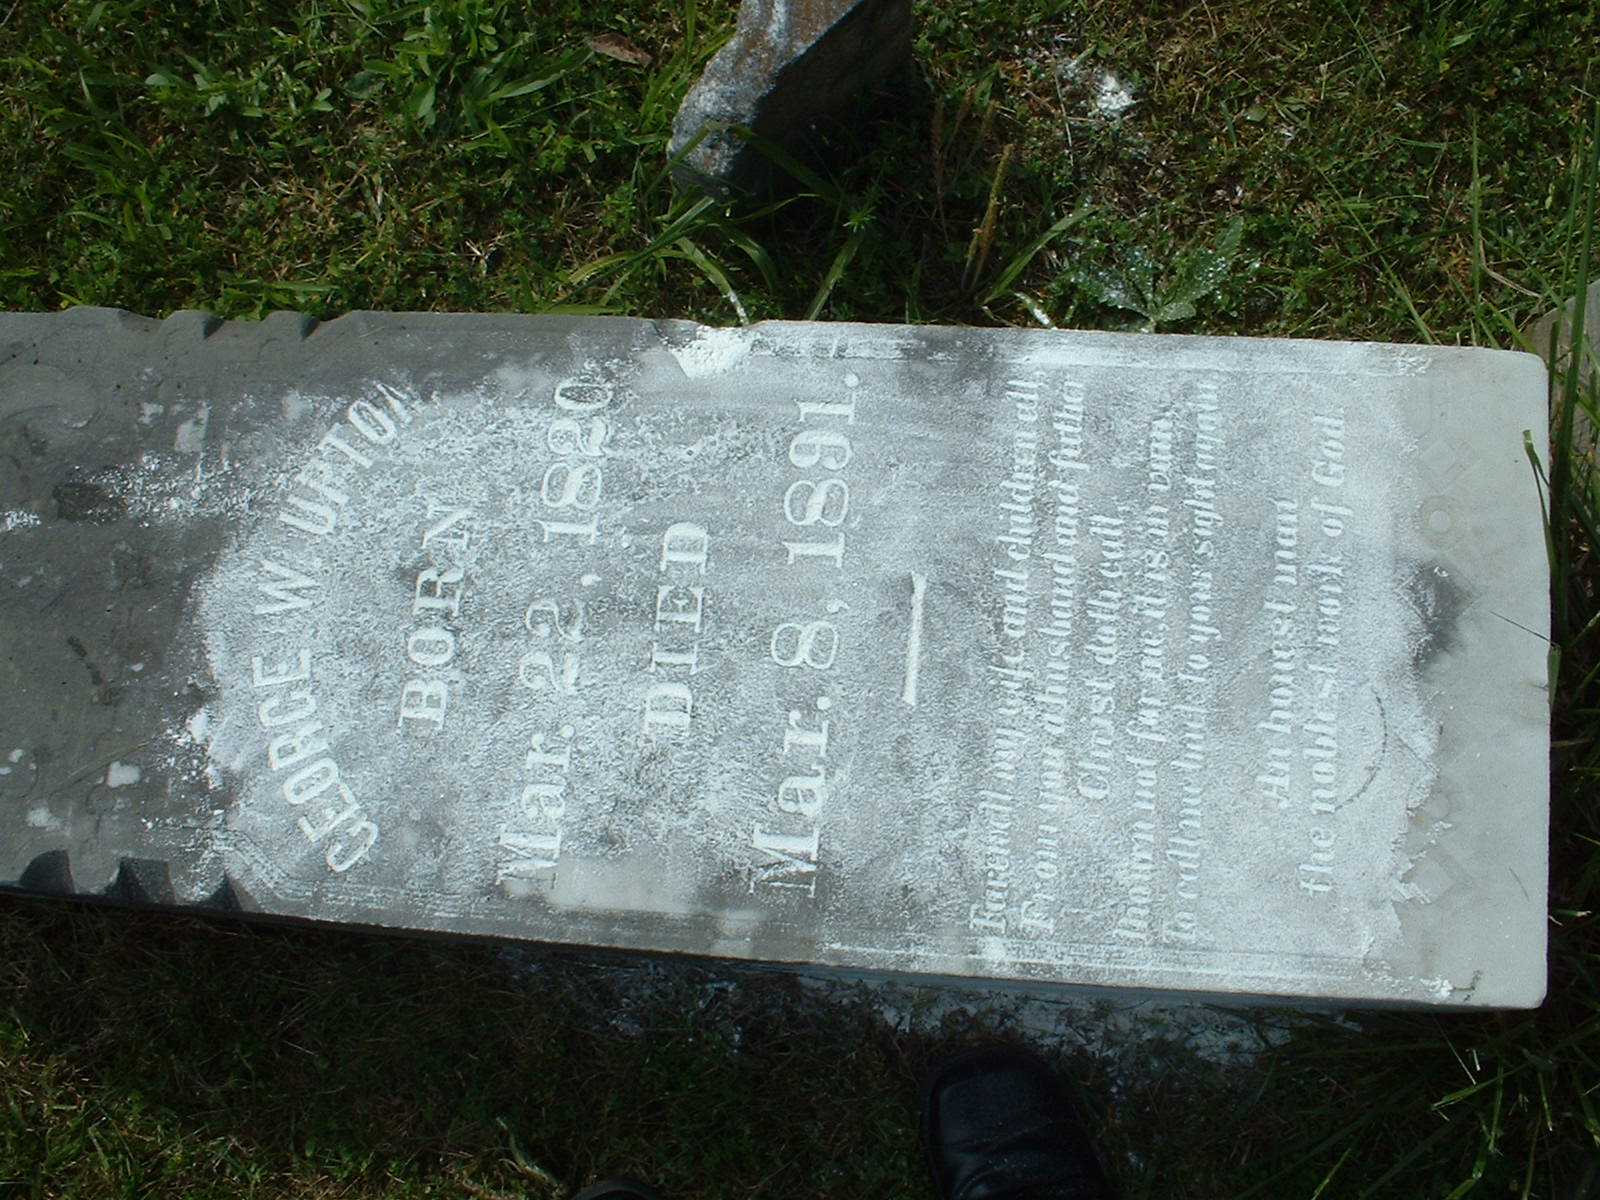 GEORGE W. UPTON
BORN
Mar. 22, 1820
DIED
Mar. 8, 1891.
Farewell my wife and children all
From you a husband and father
Christ doth call,
Mourn not for me, it is in vain
To call me back to your sight again
An honest man
the noblest work of God.